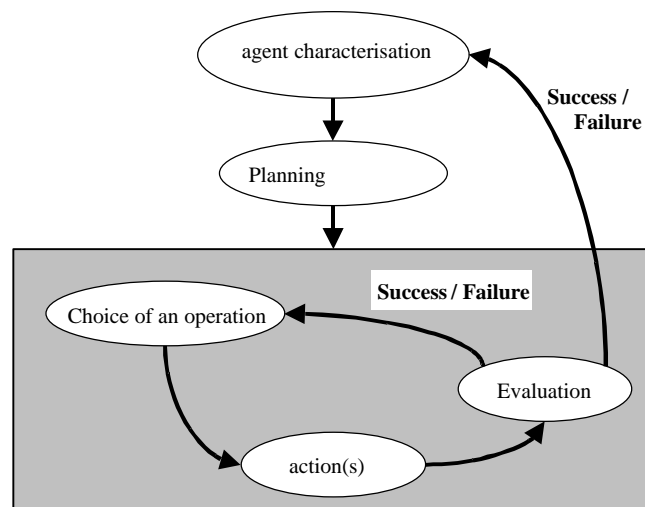 agent characterisation
Success /
Failure
Planning
Success / Failure
Choice of an operation
Evaluation
action(s)